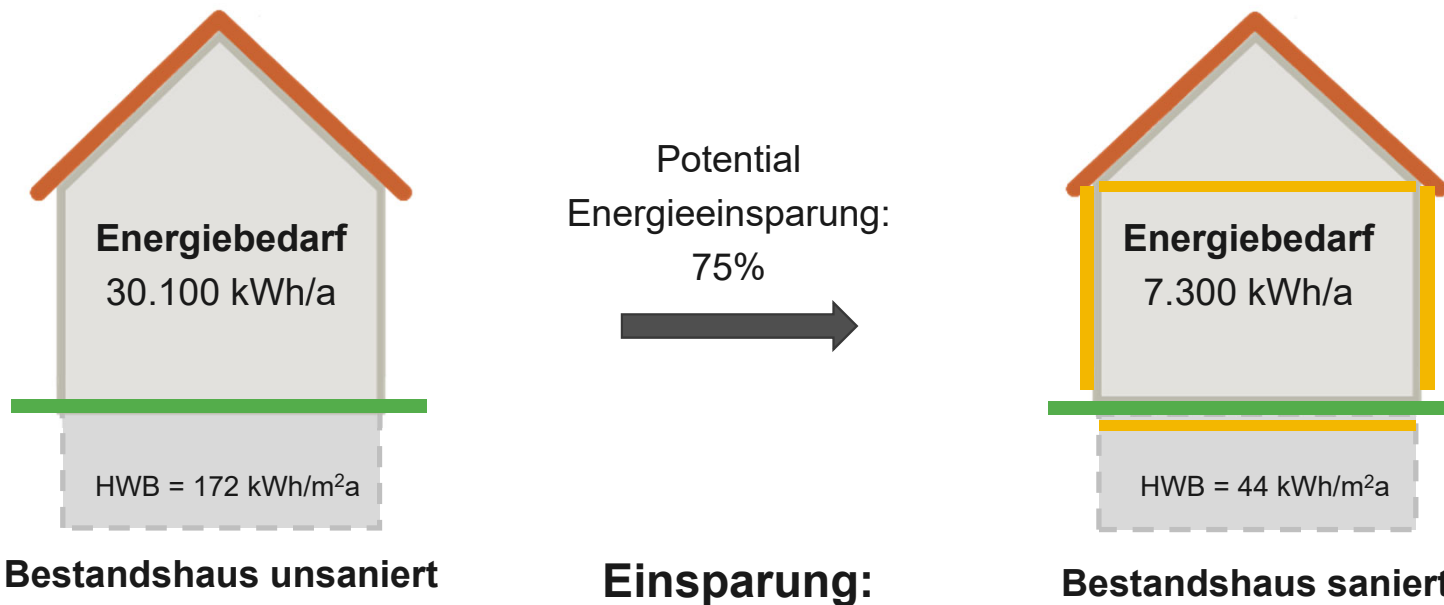 Energiebedarf
30.100 kWh/a
HWB = 172 kWh/m²a
Bestandshaus unsaniert
Potential
Energieeinsparung:
75%
Einsparung:
Energiebedarf
7.300 kWh/a
HWB = 44 kWh/m²a
Bestandshaus saniert